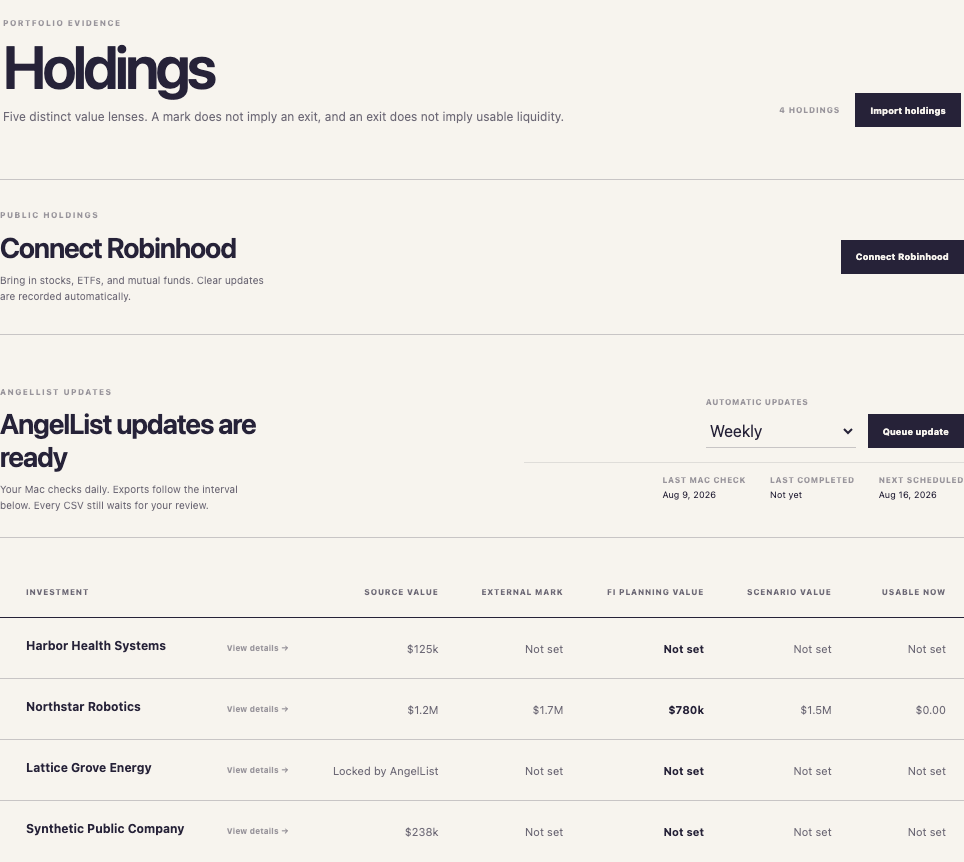 PORTFOLIO EVIDENCE
Holdings
Five distinct value lenses. A mark does not imply an exit, and an exit does not imply usable liquidity.
4 HOLDINGS
Import holdings
PUBLIC HOLDINGS
Connect Robinhood
Bring in stocks, ETFs, and mutual funds. Clear updates
are recorded automatically.
Connect Robinhood
ANGELLIST UPDATES
AngelList updates are
ready
Your Mac checks daily. Exports follow the interval
below. Every CSV still waits for your review.
AUTOMATIC UPDATES
Weekly
Queue update
LAST MAC CHECK LAST COMPLETED NEXT SCHEDULED
Aug 9, 2026 Not yet Aug 16, 2026
INVESTMENT SOURCE VALUE EXTERNAL MARK FI PLANNING VALUE SCENARIO VALUE USABLE NOW
Harbor Health Systems View details → $125k Not set Not set Not set Not set
Northstar Robotics View details → $1.2M $1.7M $780k $1.5M $0.00
Lattice Grove Energy View details → Locked by AngelList Not set Not set Not set Not set
Synthetic Public Company View details → $238k Not set Not set Not set Not set